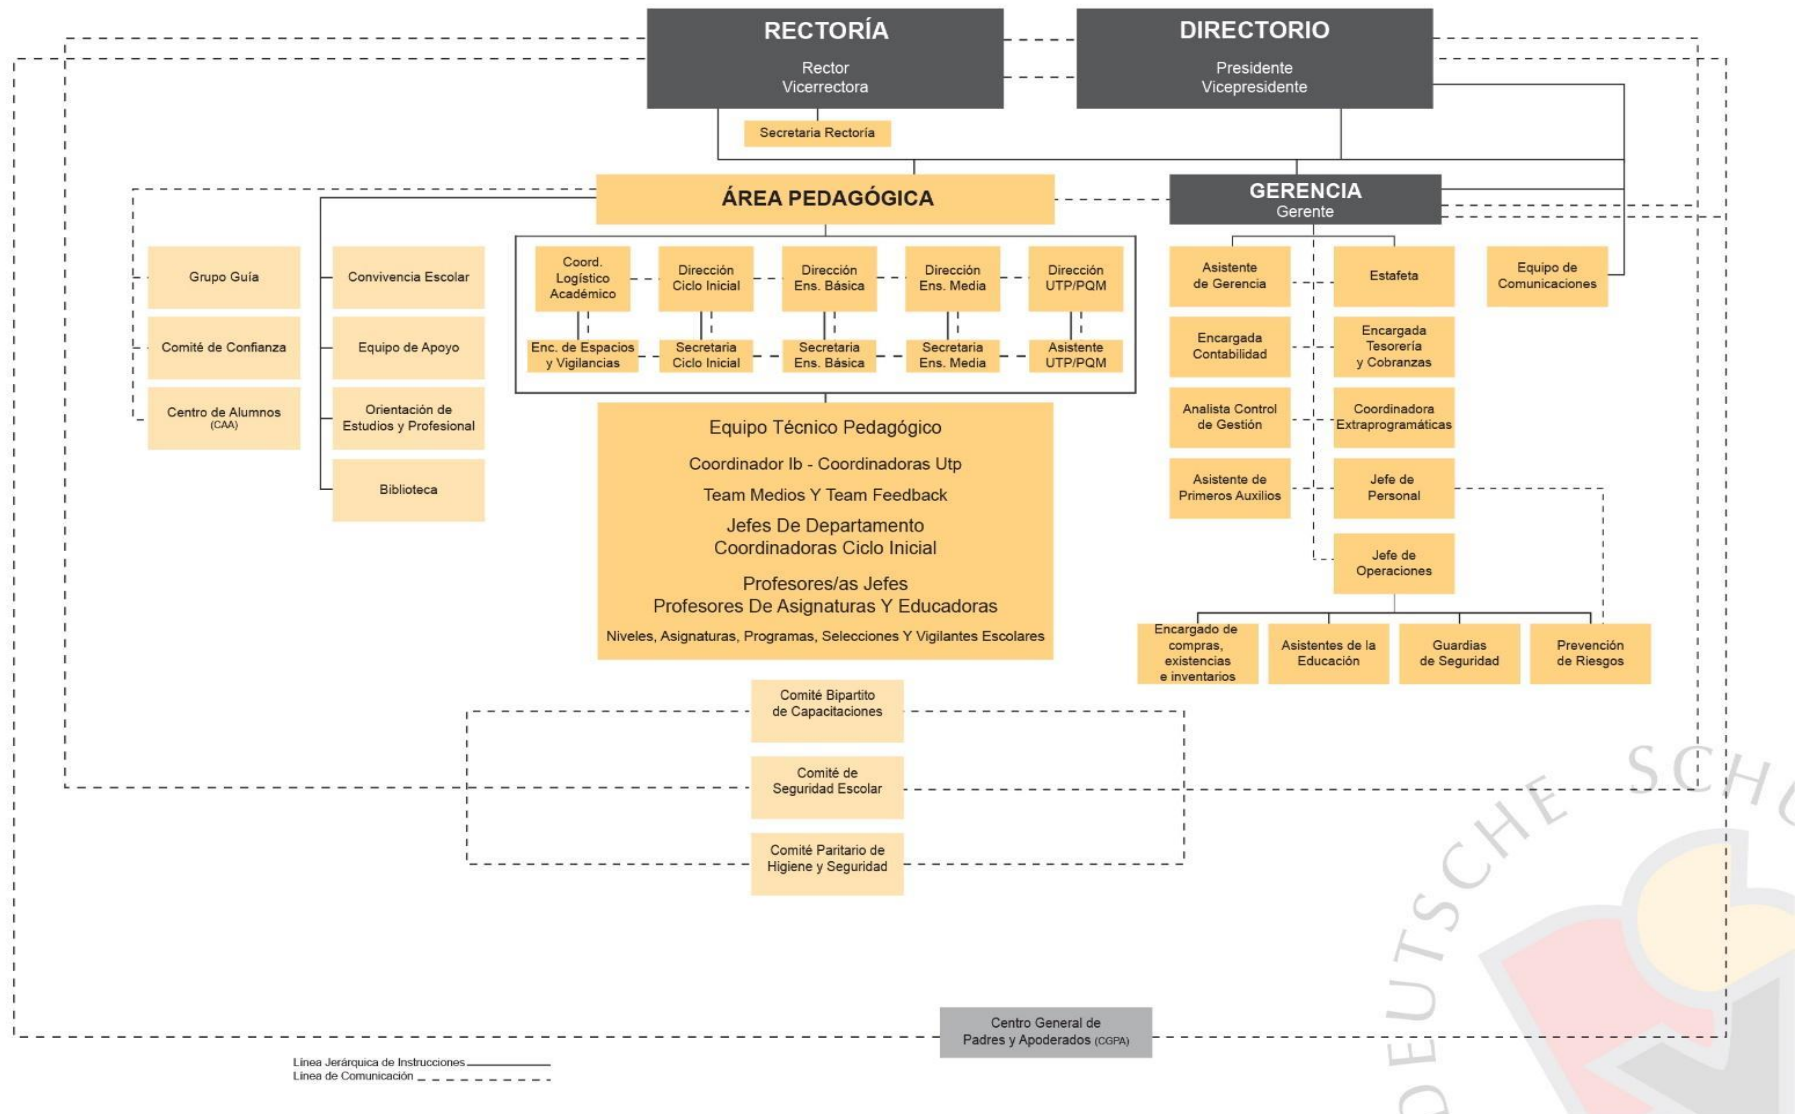 RECTORÍA
Rector
Vicerrectora
DIRECTORIO
Presidente
Vicepresidente
Secretaria Rectoría
ÁREA PEDAGÓGICA
GERENCIA
Gerente
Grupo Guía
Comité de Confianza
Centro de Alumnos
(CAA)
Convivencia Escolar
Equipo de Apoyo
Orientación de
Estudios y Profesional
Biblioteca
Coord.
Logístico
Académico
Dirección
Ciclo Inicial
Dirección
Ens. Básica
Dirección
Ens. Media
Dirección
UTP/PQM
Enc. de Espacios
y Vigilancias
Secretaria
Ciclo Inicial
Secretaria
Ens. Básica
Secretaria
Ens. Media
Asistente
UTP/PQM
Equipo Técnico Pedagógico
Coordinador Ib - Coordinadoras Utp
Team Medios Y Team Feedback
Jefes De Departamento
Coordinadoras Ciclo Inicial
Profesores/as Jefes
Profesores De Asignaturas Y Educadoras
Niveles, Asignaturas, Programas, Selecciones Y Vigilantes Escolares
Asistente
de Gerencia
Estafeta
Equipo de
Comunicaciones
Encargada
Contabilidad
Encargada
Tesorería
y Cobranzas
Analista Control
de Gestión
Coordinadora
Extraprogramáticas
Asistente de
Primeros Auxilios
Jefe de
Personal
Jefe de
Operaciones
Encargado de
compras,
existencias
e inventarios
Asistentes de la
Educación
Guardias
de Seguridad
Prevención
de Riesgos
Comité Bipartito
de Capacitaciones
Comité de
Seguridad Escolar
Comité Paritario de
Higiene y Seguridad
Centro General de
Padres y Apoderados (CGPA)
Línea Jerárquica de Instrucciones
Línea de Comunicación
DEUTSCHE SCHU